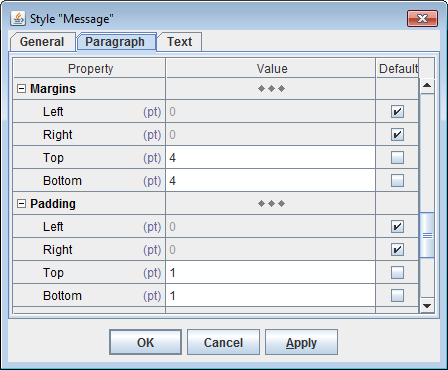 Style "Message"
General Paragraph Text
Property Value Default
Margins
Left (pt) 0
Right (pt) 0
Top (pt) 4
Bottom (pt) 4
Padding
Left (pt) 0
Right (pt) 0
Top (pt) 1
Bottom (pt) 1
OK Cancel Apply